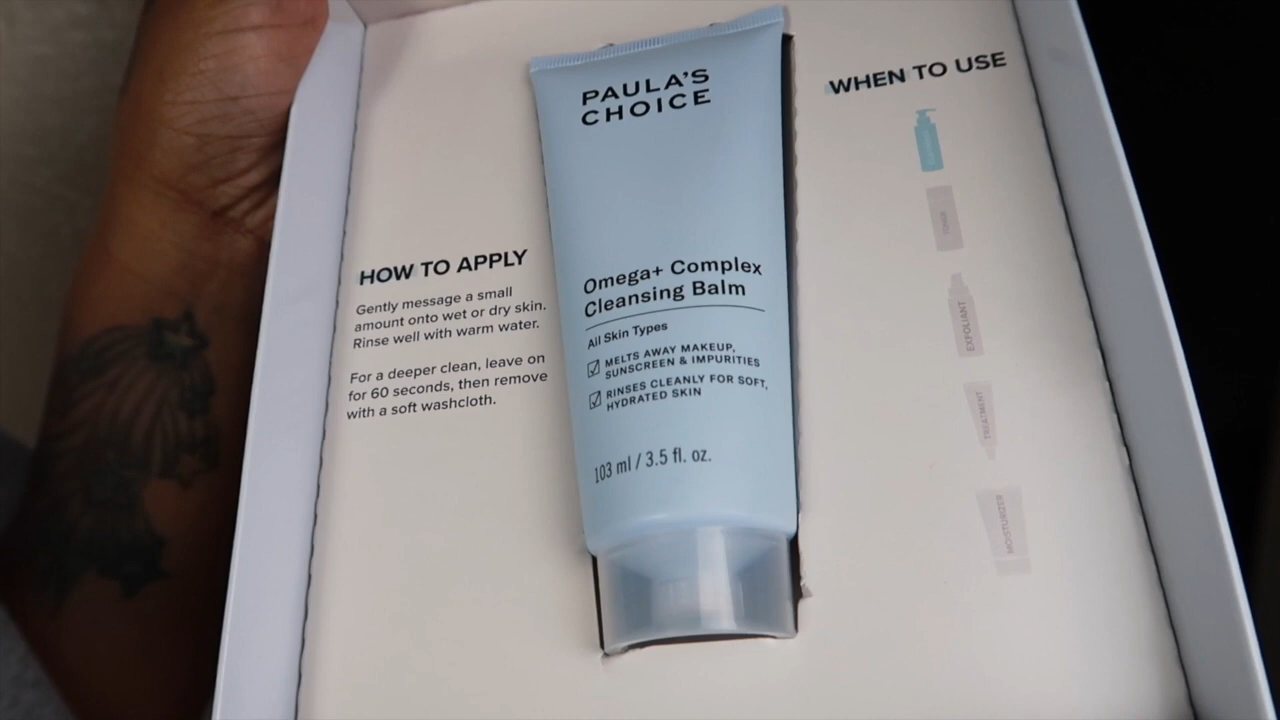 HOW TO APPLY
Gently message a small
amount onto wet or dry skin.
Rinse well with warm water.
For a deeper clean, leave on
for 60 seconds, then remove
with a soft washcloth.
PAULA'S
CHOICE
Omega+ Complex
Cleansing Balm
All Skin Types
MELTS AWAY MAKEUP,
SUNSCREEN & IMPURITIES
RINSES CLEANLY FOR SOFT,
HYDRATED SKIN
103 ml / 3.5 fl. oz.
WHEN TO USE
TONER
EXFOLIANT
TREATMENT
MOISTURIZER